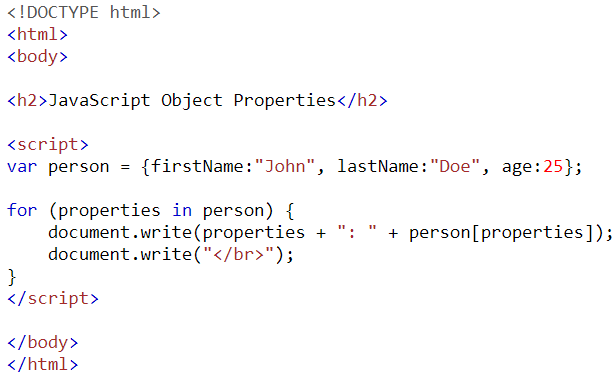 <!DOCTYPE html>
<html>
<body>

<h2>JavaScript Object Properties</h2>

<script>
var person = {firstName:"John", lastName:"Doe", age:25};

for (properties in person) {
    document.write(properties + ": " + person[properties]);
    document.write("</br>");
}
</script>

</body>
</html>